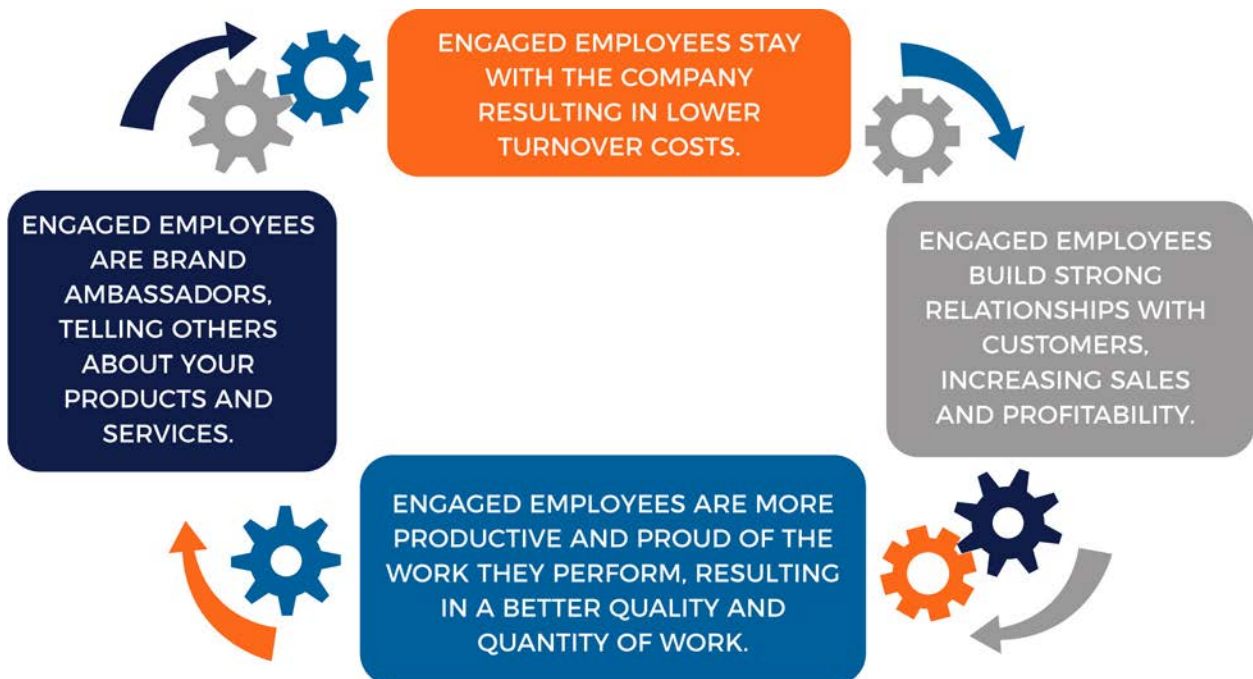 ENGAGED EMPLOYEES STAY
WITH THE COMPANY
RESULTING IN LOWER
TURNOVER COSTS.
ENGAGED EMPLOYEES
BUILD STRONG
RELATIONSHIPS WITH
CUSTOMERS,
INCREASING SALES
AND PROFITABILITY.
ENGAGED EMPLOYEES ARE MORE
PRODUCTIVE AND PROUD OF THE
WORK THEY PERFORM, RESULTING
IN A BETTER QUALITY AND
QUANTITY OF WORK.
ENGAGED EMPLOYEES
ARE BRAND
AMBASSADORS,
TELLING OTHERS
ABOUT YOUR
PRODUCTS AND
SERVICES.